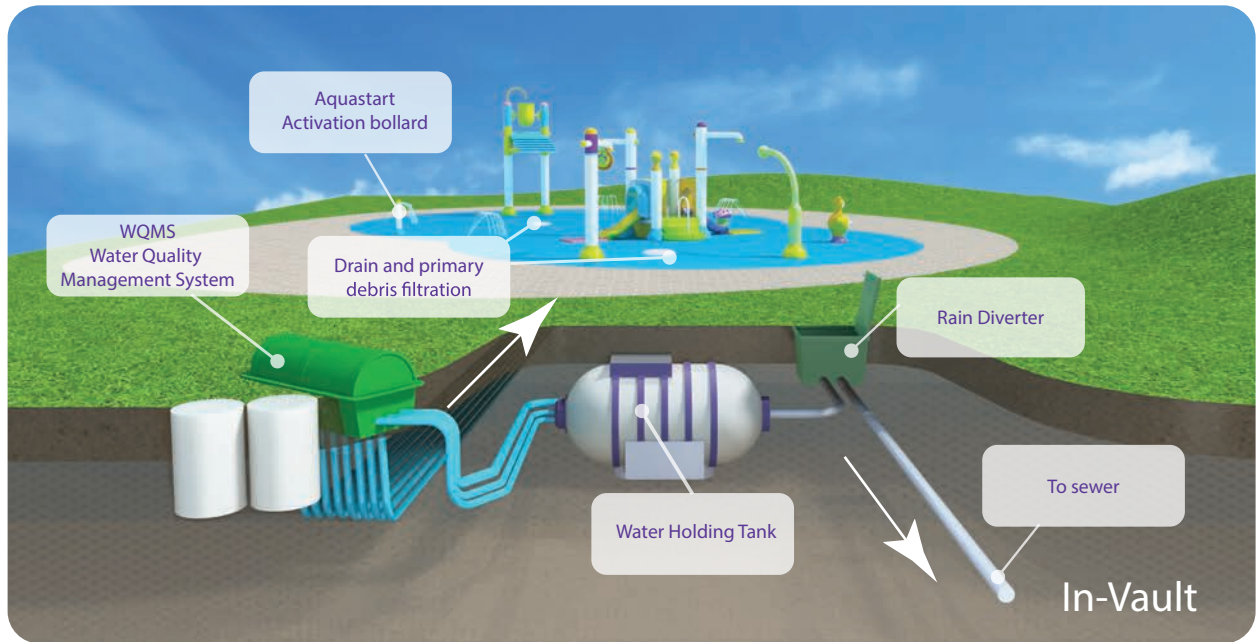 Aquastart
Activation bollard
WQMS
Water Quality
Management System
Drain and primary
debris filtration
Rain Diverter
Water Holding Tank
To sewer
In-Vault